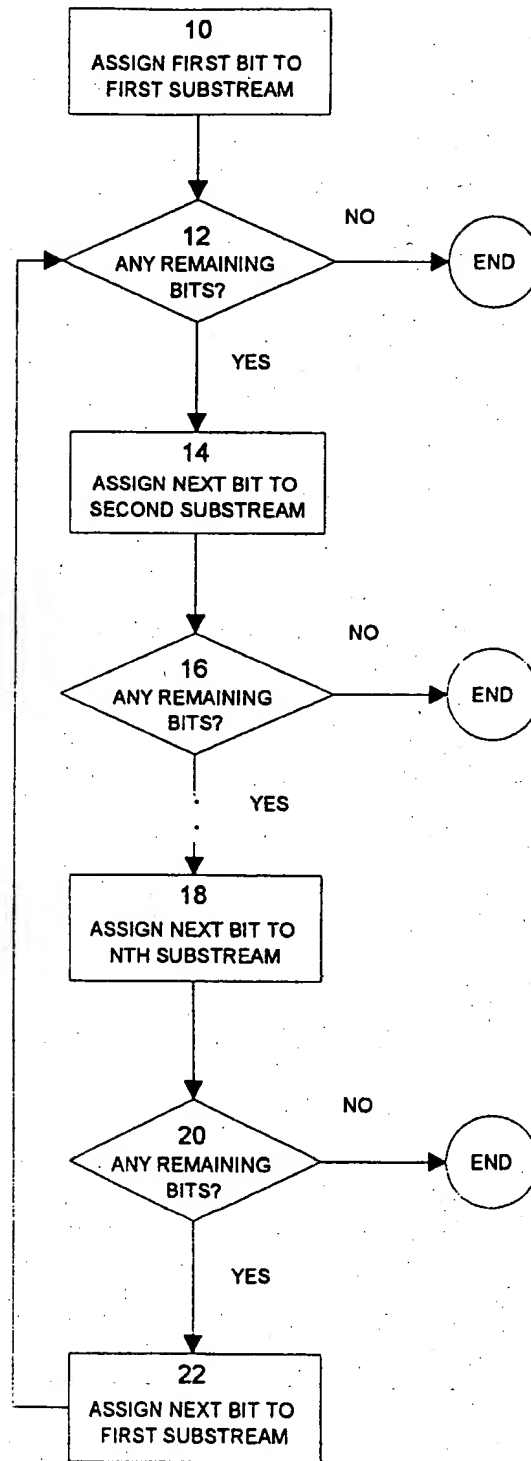 10
ASSIGN FIRST BIT TO
FIRST SUBSTREAM
12
ANY REMAINING
BITS?
NO
END
YES
14
ASSIGN NEXT BIT TO
SECOND SUBSTREAM
16
ANY REMAINING
BITS?
NO
END
YES
18
ASSIGN NEXT BIT TO
NTH SUBSTREAM
20
ANY REMAINING
BITS?
NO
END
YES
22
ASSIGN NEXT BIT TO
FIRST SUBSTREAM